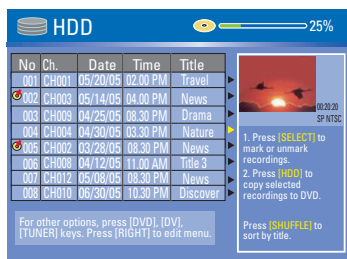 HDD
25%
No Ch. Date Time Title
001 CH001 05/20/05 02.00 PM Travel
002 CH003 05/14/05 04.00 PM News
003 CH009 04/25/05 08.30 PM Drama
004 CH004 04/30/05 03.30 PM Nature
005 CH002 03/28/05 08.30 PM News
006 CH008 04/12/05 11.00 AM Title 3
007 CH012 05/08/05 08.30 PM News
008 CH010 06/30/05 10.30 PM Discover
00:20:20
SP NTSC
1. Press [SELECT] to
mark or unmark
recordings.
2. Press [HDD] to
copy selected
recordings to DVD.
Press [SHUFFLE] to
sort by title.
For other options, press [DVD], [DV],
[TUNER] keys. Press [RIGHT] to edit menu.